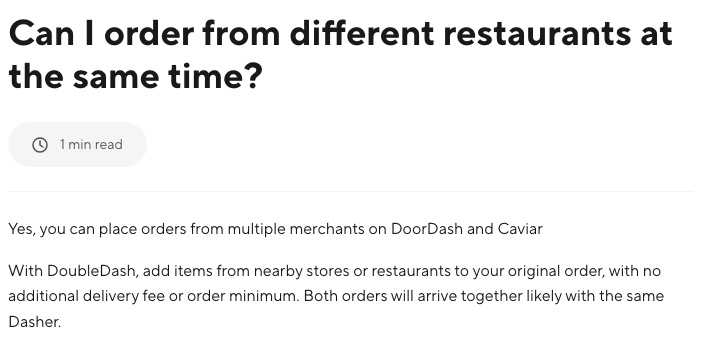 Can I order from different restaurants at
the same time?
1 min read
Yes, you can place orders from multiple merchants on DoorDash and Caviar
With DoubleDash, add items from nearby stores or restaurants to your original order, with no
additional delivery fee or order minimum. Both orders will arrive together likely with the same
Dasher.